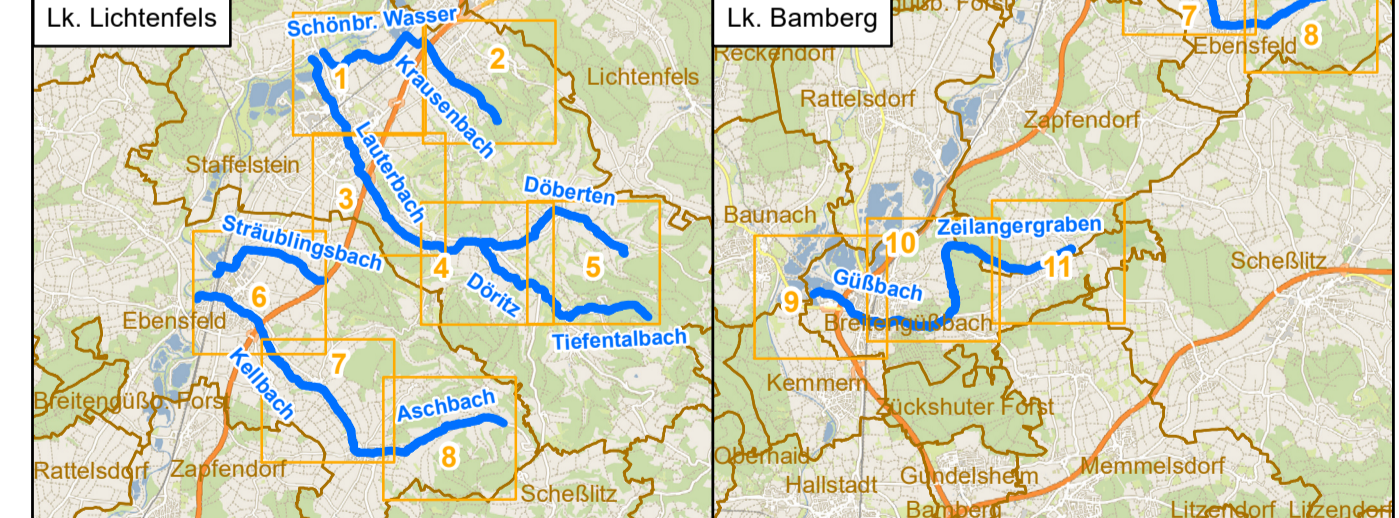 Lk. Lichtenfels
Schönbr. Wasser
1
2
Krausenbach
Lichtenfels
Lauterbach
Staffelstein
3
Döberten
Sträublingsbach
4
5
Döritz
6
Ebensfeld
Tiefentalbach
7
Kellbach
Aschbach
Breitengüßb. Forst
8
Rattelsdorf
Zapfendorf
Scheßlitz
Lk. Bamberg
7
8
Ebensfeld
Reckendorf
Rattelsdorf
Zapfendorf
Baunach
Zeilangergraben
10
11
Scheßlitz
Güßbach
9
Breitengüßbach
Kemmern
Zückshuter Forst
Oberhaid
Hallstadt
Gundelsheim
Memmelsdorf
Bamberg
Litzendorf